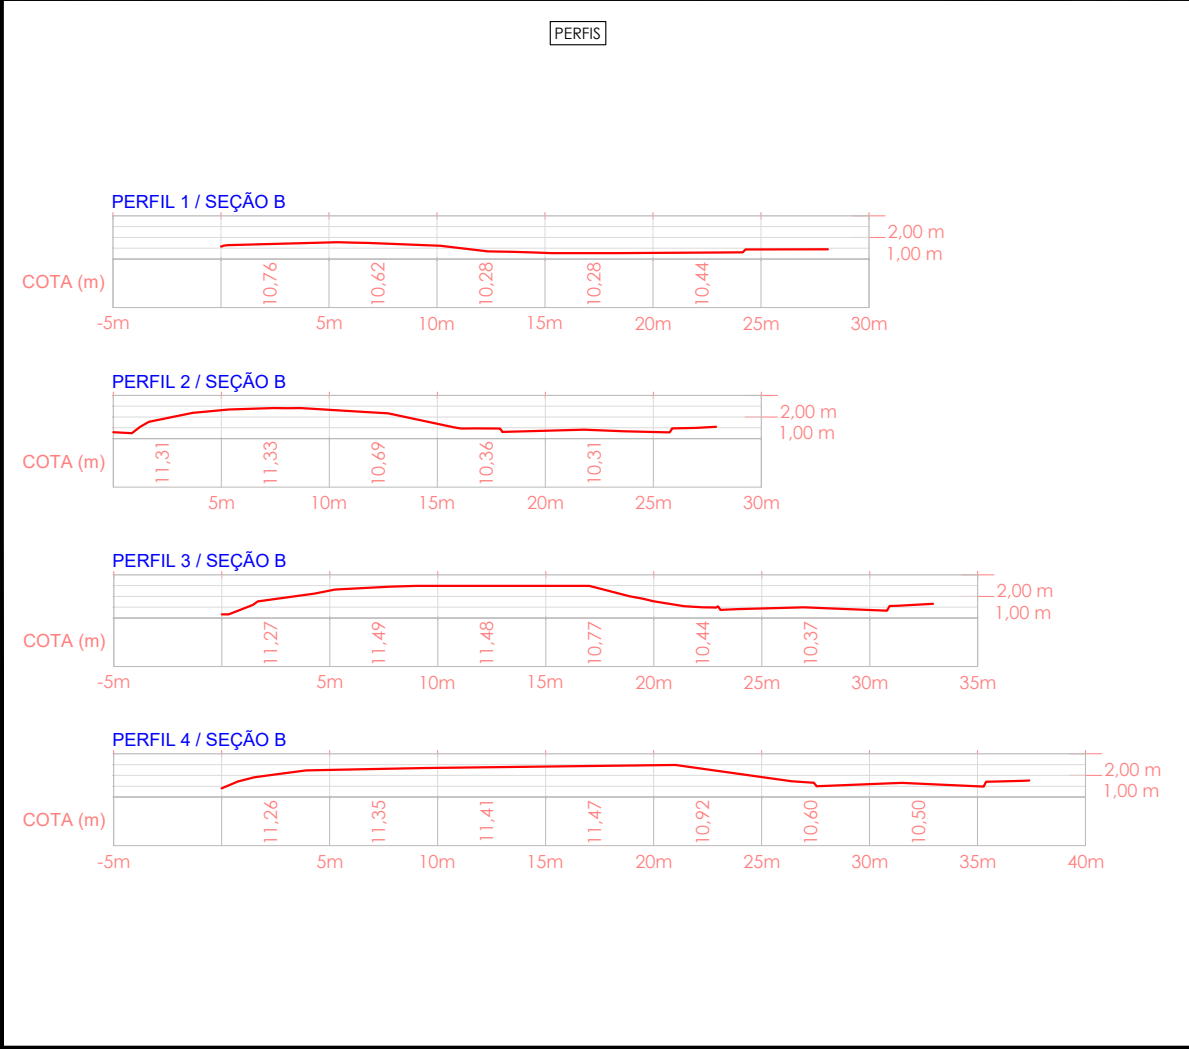 PERFIS
PERFIL 1 / SEÇÃO B
2,00 m
1,00 m
COTA (m)
10,76 10,62 10,28 10,28 10,44
-5m 5m 10m 15m 20m 25m 30m
PERFIL 2 / SEÇÃO B
2,00 m
1,00 m
COTA (m)
11,31 11,33 10,69 10,36 10,31
5m 10m 15m 20m 25m 30m
PERFIL 3 / SEÇÃO B
2,00 m
1,00 m
COTA (m)
11,27 11,49 11,48 10,77 10,44 10,37
-5m 5m 10m 15m 20m 25m 30m 35m
PERFIL 4 / SEÇÃO B
2,00 m
1,00 m
COTA (m)
11,26 11,35 11,41 11,47 10,92 10,60 10,50
-5m 5m 10m 15m 20m 25m 30m 35m 40m